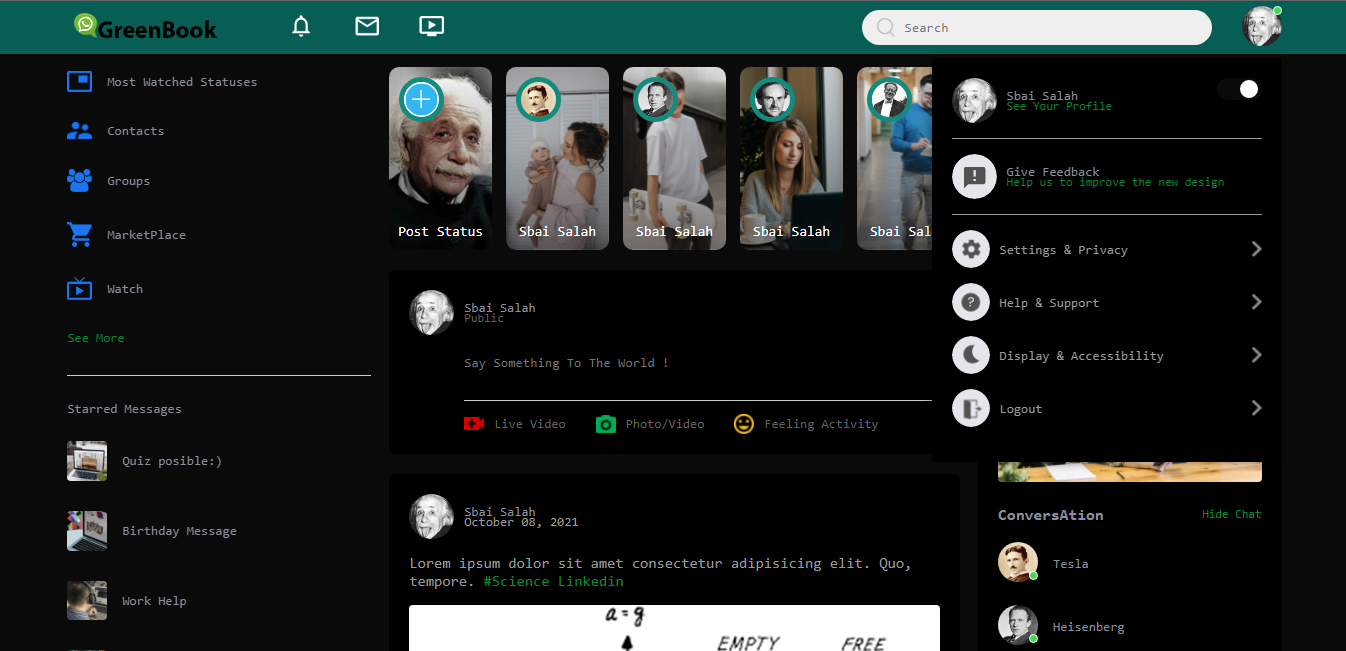 GreenBook
Search
Most Watched Statuses
Contacts
Groups
MarketPlace
Watch
See More
Starred Messages
Quiz posible:)
Birthday Message
Work Help
Post Status
Sbai Salah
Sbai Salah
Sbai Salah
Sbai Sal
Sbai Salah
Public
Say Something To The World !
Live Video
Photo/Video
Feeling Activity
Sbai Salah
October 08, 2021
Lorem ipsum dolor sit amet consectetur adipisicing elit. Quo,
tempore. #Science Linkedin
a = g
EMPTY
FREE
Sbai Salah
See Your Profile
Give Feedback
Help us to improve the new design
Settings & Privacy
Help & Support
Display & Accessibility
Logout
ConversAtion
Hide Chat
Tesla
Heisenberg